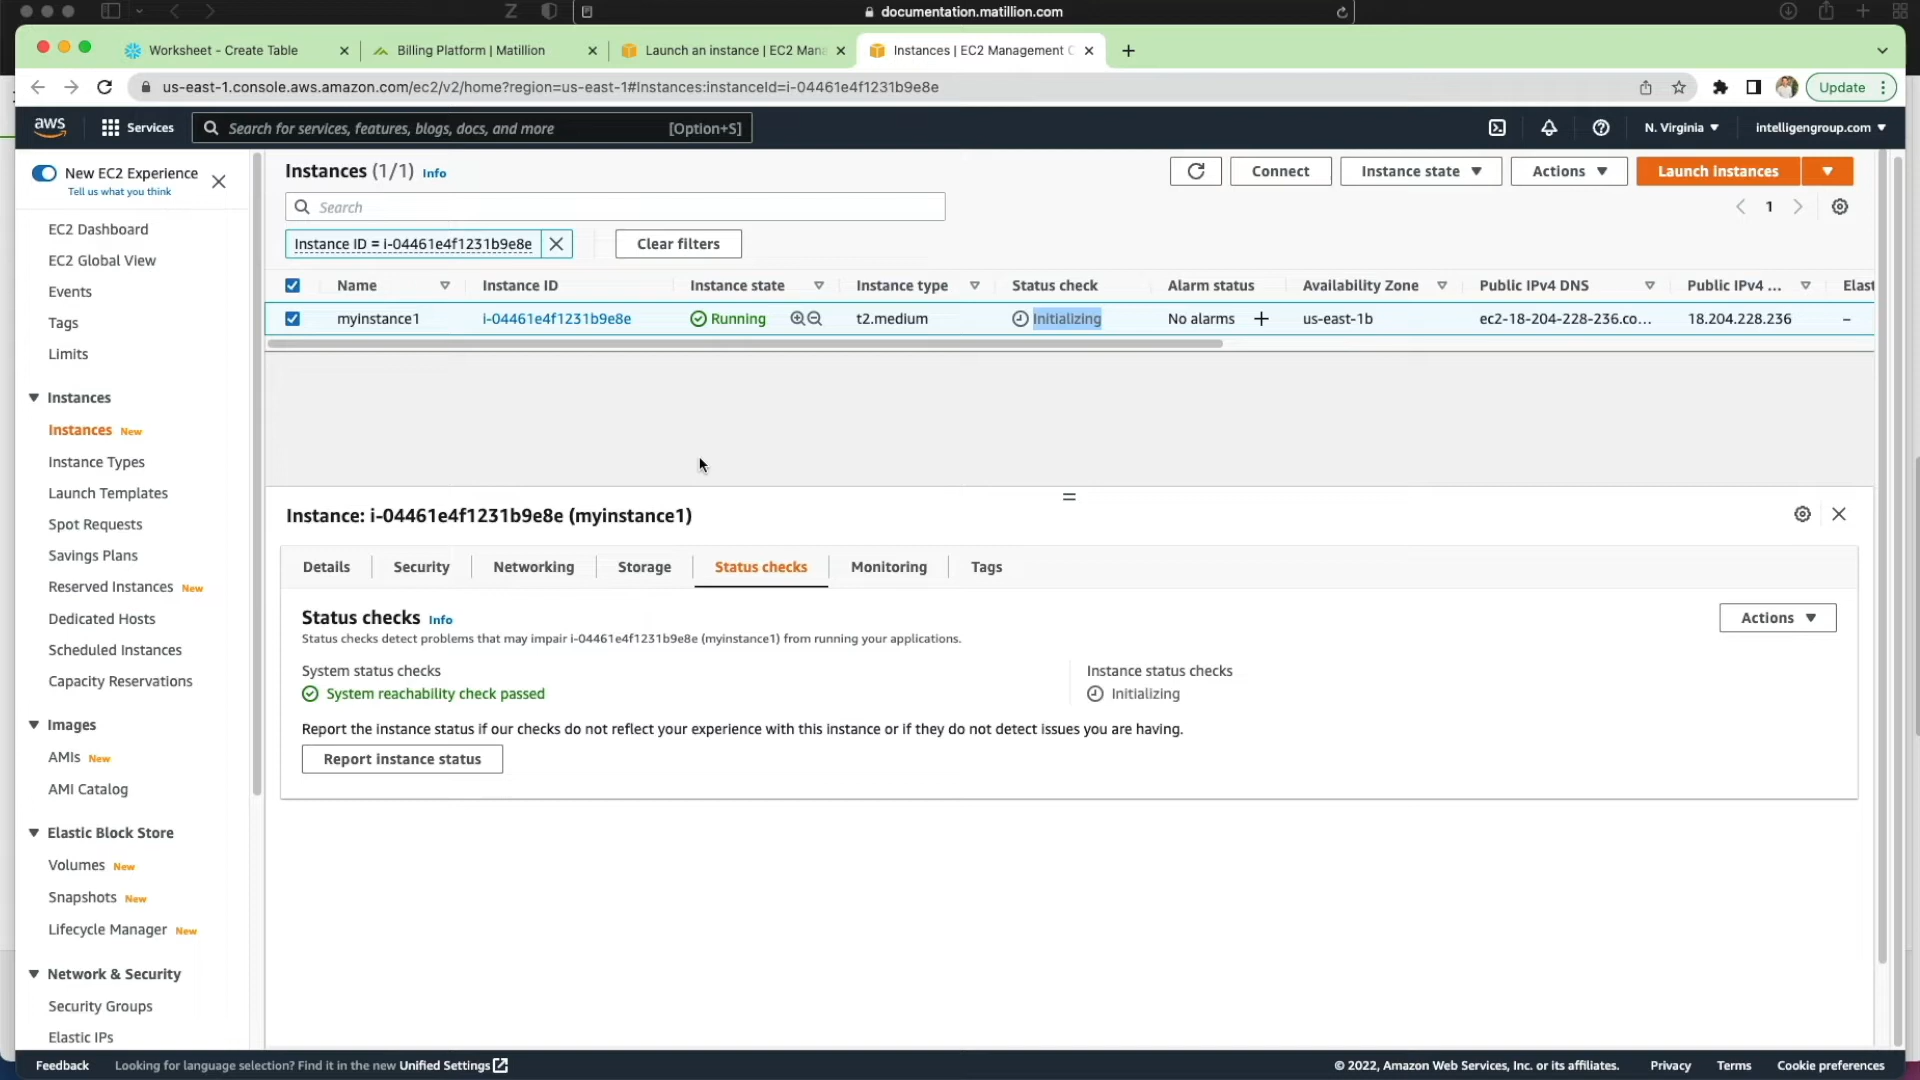 documentation.matillion.com
Worksheet - Create Table
Billing Platform | Matillion
Launch an instance | EC2 Mana
Instances | EC2 Management C
us-east-1.console.aws.amazon.com/ec2/v2/home?region=us-east-1#Instances:instanceId=i-04461e4f1231b9e8e
Update
aws
Services
Search for services, features, blogs, docs, and more
[Option+S]
N. Virginia
intelligengroup.com
New EC2 Experience
Tell us what you think
EC2 Dashboard
EC2 Global View
Events
Tags
Limits
Instances
Instances New
Instance Types
Launch Templates
Spot Requests
Savings Plans
Reserved Instances New
Dedicated Hosts
Scheduled Instances
Capacity Reservations
Images
AMIs New
AMI Catalog
Elastic Block Store
Volumes New
Snapshots New
Lifecycle Manager New
Network & Security
Security Groups
Elastic IPs
Instances (1/1) Info
Connect
Instance state
Actions
Launch instances
Search
1
Instance ID = i-04461e4f1231b9e8e
Clear filters
Name Instance ID Instance state Instance type Status check Alarm status Availability Zone Public IPv4 DNS Public IPv4 ... Elast
myinstance1 i-04461e4f1231b9e8e Running t2.medium Initializing No alarms + us-east-1b ec2-18-204-228-236.co... 18.204.228.236 –
Instance: i-04461e4f1231b9e8e (myinstance1)
Details Security Networking Storage Status checks Monitoring Tags
Status checks Info
Actions
Status checks detect problems that may impair i-04461e4f1231b9e8e (myinstance1) from running your applications.
System status checks
System reachability check passed
Instance status checks
Initializing
Report the instance status if our checks do not reflect your experience with this instance or if they do not detect issues you are having.
Report instance status
Feedback
Looking for language selection? Find it in the new Unified Settings
© 2022, Amazon Web Services, Inc. or its affiliates.
Privacy
Terms
Cookie preferences